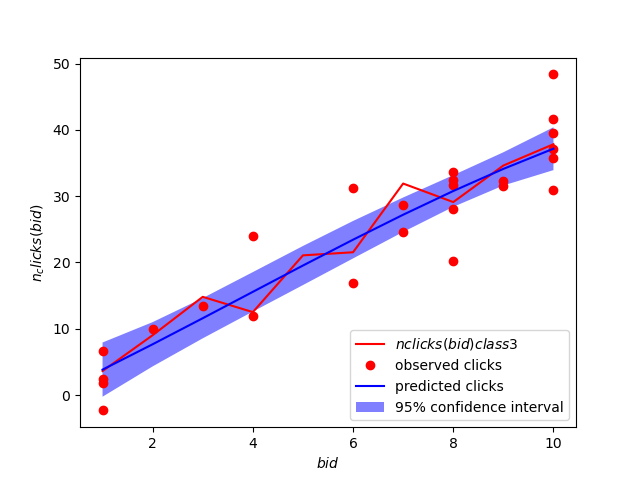 50
40
30
20
10
0
n_clicks(bid)
nclicks(bid)class3
observed clicks
predicted clicks
95% confidence interval
2 4 6 8 10
bid